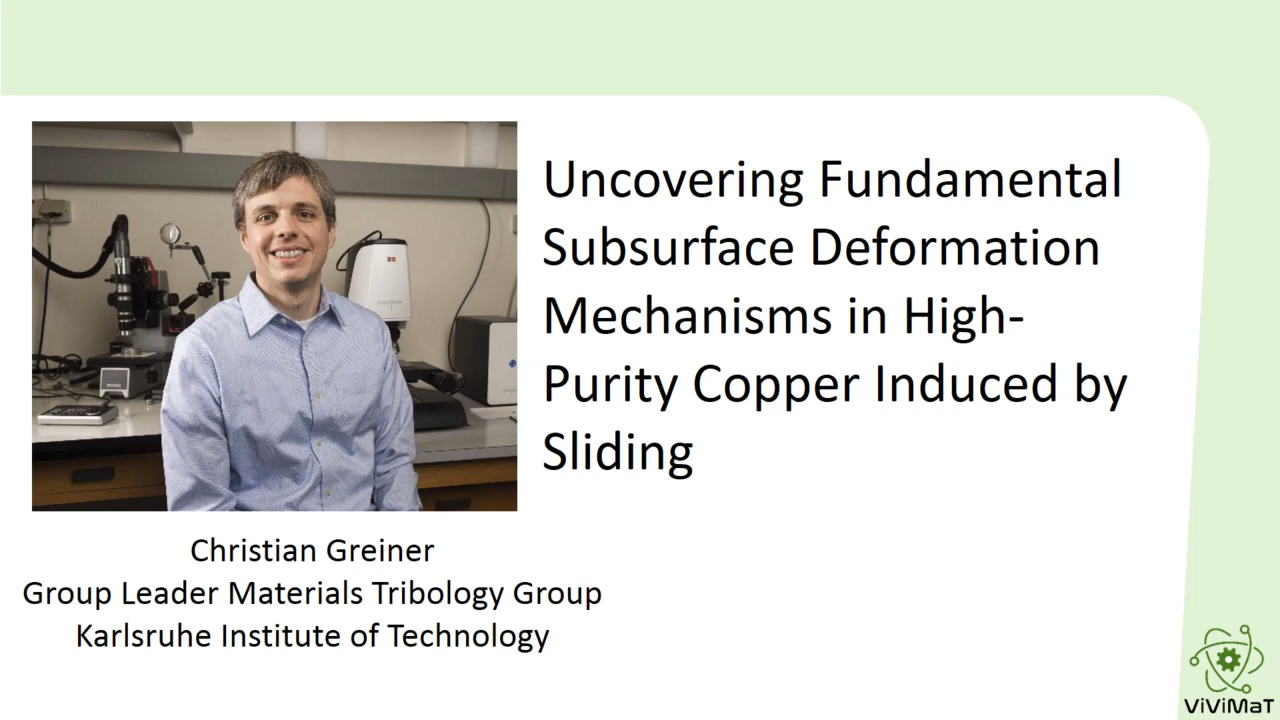 Uncovering Fundamental
Subsurface Deformation
Mechanisms in High-
Purity Copper Induced by
Sliding
Christian Greiner
Group Leader Materials Tribology Group
Karlsruhe Institute of Technology
ViViMaT